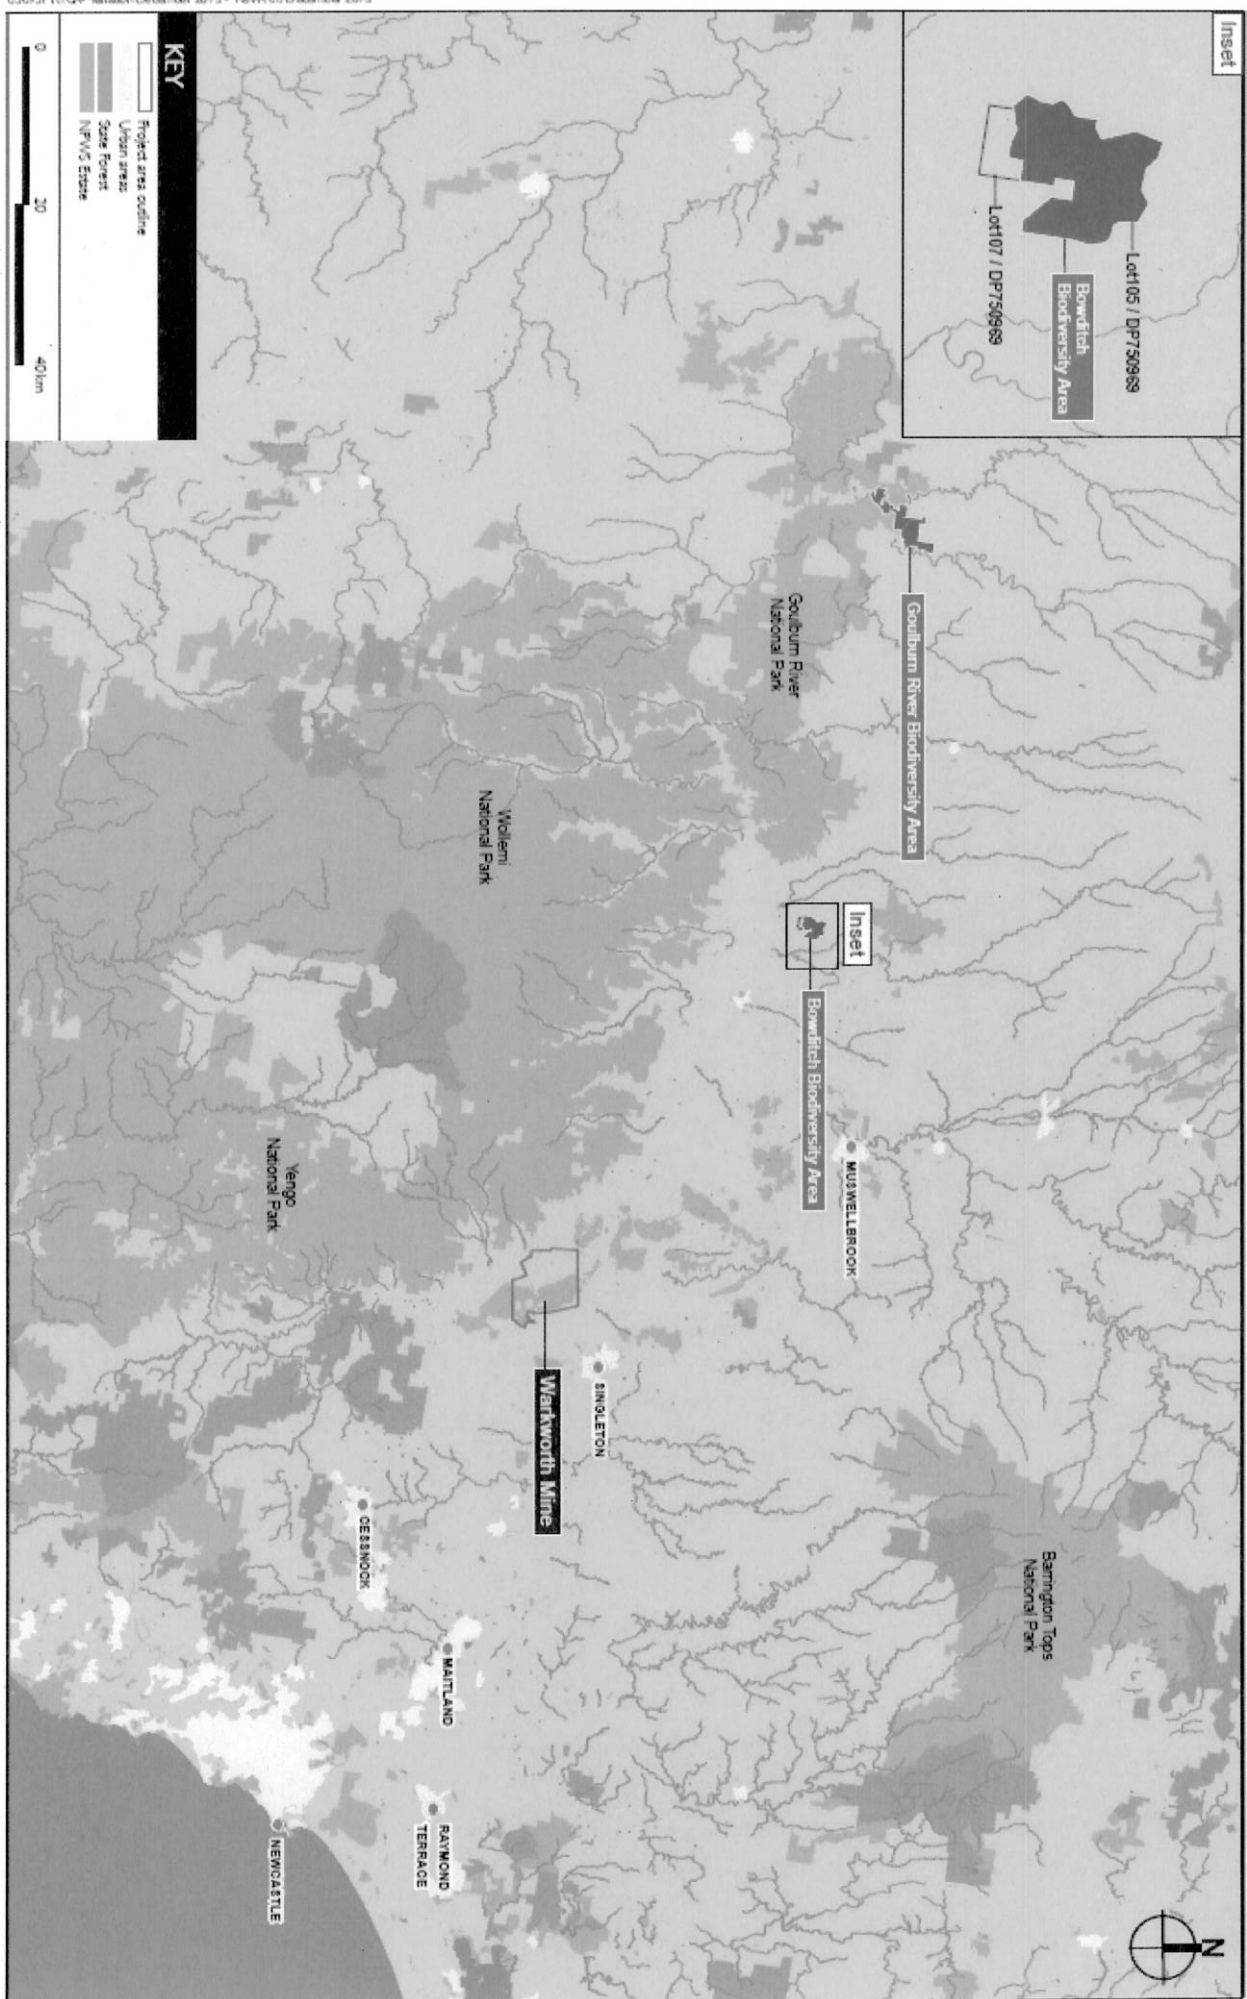 Inset
Lot105 / DP750969
Bowditch
Biodiversity Area
Lot107 / DP750969
Goulburn River Biodiversity Area
Goulburn River
National Park
Inset
Bowditch Biodiversity Area
MUSWELLBROOK
Wollemi
National Park
Yengo
National Park
Warkworth Mine
SINGLETON
Barrington Tops
National Park
CESSNOCK
MAITLAND
RAYMOND
TERRACE
NEWCASTLE
N
KEY
Project area outline
Urban areas
State Forest
NPWS Estate
0 20 40km